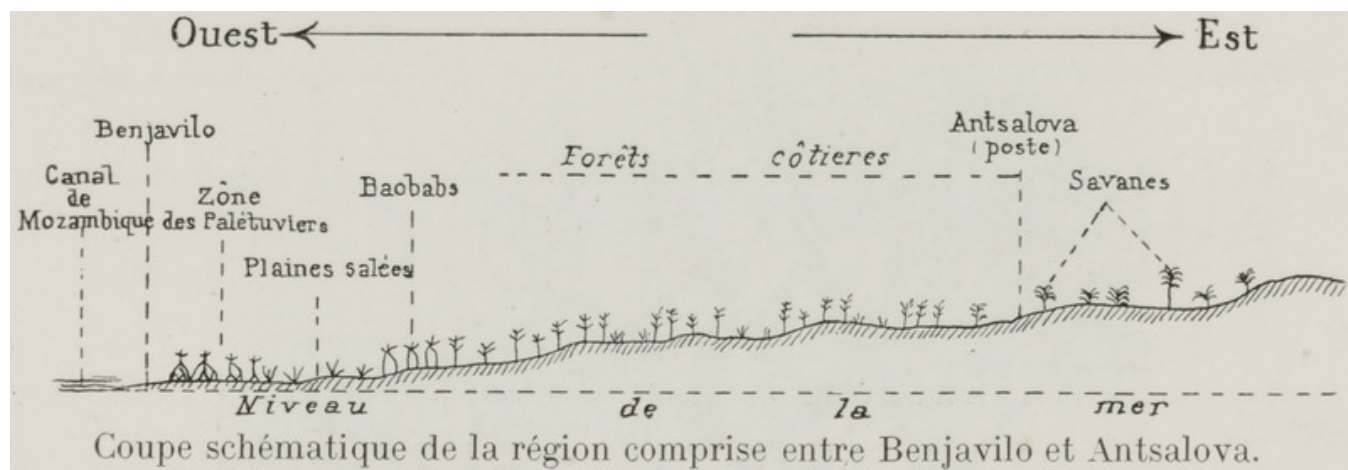 Ouest Est
Benjavilo
Canal
de
Mozambique
Zône
des Palétuviers
Plaines salées
Baobabs
Forêts côtieres
Antsalova
(poste)
Savanes
Niveau de la mer
Coupe schématique de la région comprise entre Benjavilo et Antsalova.